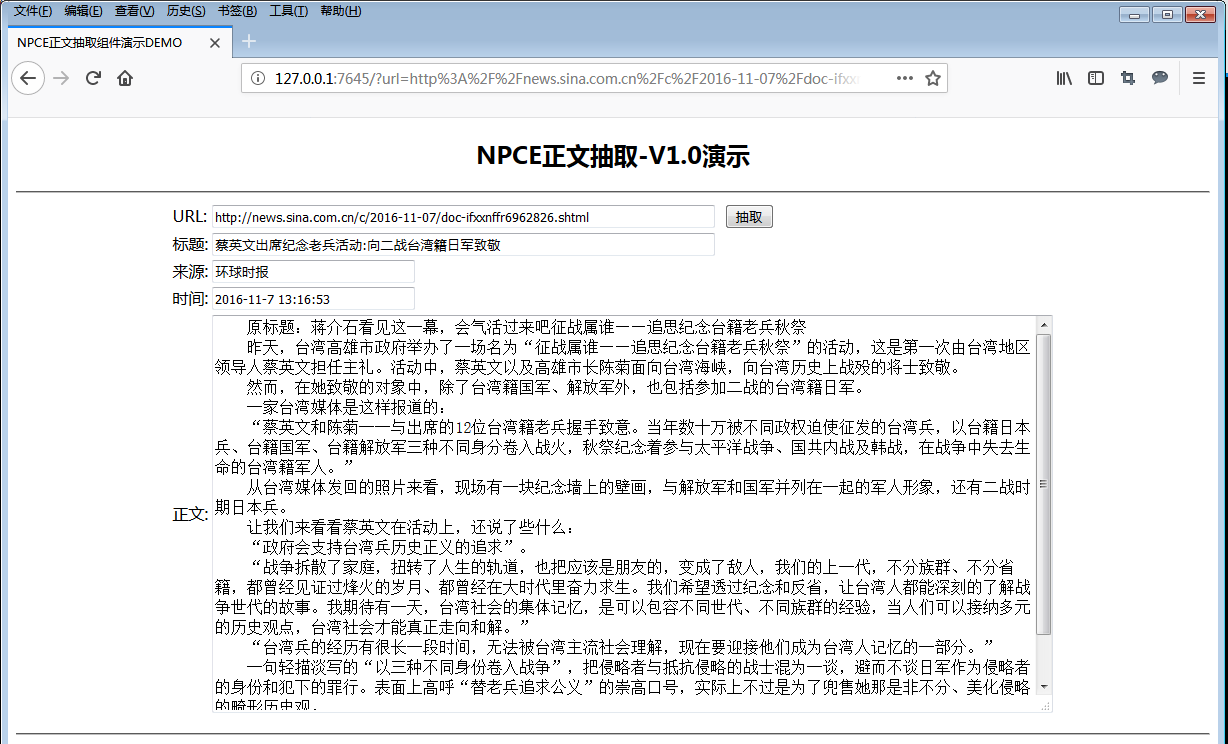 文件(F) 编辑(E) 查看(V) 历史(S) 书签(B) 工具(T) 帮助(H)
NPCE正文抽取组件演示DEMO
127.0.0.1:7645/?url=http%3A%2F%2Fnews.sina.com.cn%2Fc%2F2016-11-07%2Fdoc-ifxxn
NPCE正文抽取-V1.0演示
URL: http://news.sina.com.cn/c/2016-11-07/doc-ifxxnffr6962826.shtml 抽取
标题: 蔡英文出席纪念老兵活动:向二战台湾籍日军致敬
来源: 环球时报
时间: 2016-11-7 13:16:53
正文:
原标题：蒋介石看见这一幕，会气活过来吧征战属谁——追思纪念台籍老兵秋祭
昨天，台湾高雄市政府举办了一场名为“征战属谁——追思纪念台籍老兵秋祭”的活动，这是第一次由台湾地区
领导人蔡英文担任主礼。活动中，蔡英文以及高雄市长陈菊面向台湾海峡，向台湾历史上战殁的将士致敬。
然而，在她致敬的对象中，除了台湾籍国军、解放军外，也包括参加二战的台湾籍日军。
一家台湾媒体是这样报道的：
“蔡英文和陈菊一一与出席的12位台湾籍老兵握手致意。当年数十万被不同政权迫使征发的台湾兵，以台籍日本
兵、台籍国军、台籍解放军三种不同身分卷入战火，秋祭纪念着参与太平洋战争、国共内战及韩战，在战争中失去生
命的台湾籍军人。”
从台湾媒体发回的照片来看，现场有一块纪念墙上的壁画，与解放军和国军并列在一起的军人形象，还有二战时
期日本兵。
让我们来看看蔡英文在活动上，还说了些什么：
“政府会支持台湾兵历史正义的追求”。
“战争拆散了家庭，扭转了人生的轨道，也把应该是朋友的，变成了敌人，我们的上一代，不分族群、不分省
籍，都曾经见证过烽火的岁月、都曾经在大时代里奋力求生。我们希望透过纪念和反省，让台湾人都能深刻的了解战
争世代的故事。我期待有一天，台湾社会的集体记忆，是可以包容不同世代、不同族群的经验，当人们可以接纳多元
的历史观点，台湾社会才能真正走向和解。”
“台湾兵的经历有很长一段时间，无法被台湾主流社会理解，现在要迎接他们成为台湾人记忆的一部分。”
一句轻描淡写的“以三种不同身份卷入战争”，把侵略者与抵抗侵略的战士混为一谈，避而不谈日军作为侵略者
的身份和犯下的罪行。表面上高呼“替老兵追求公义”的崇高口号，实际上不过是为了兜售她那是非不分、美化侵略
的畸形历史观。